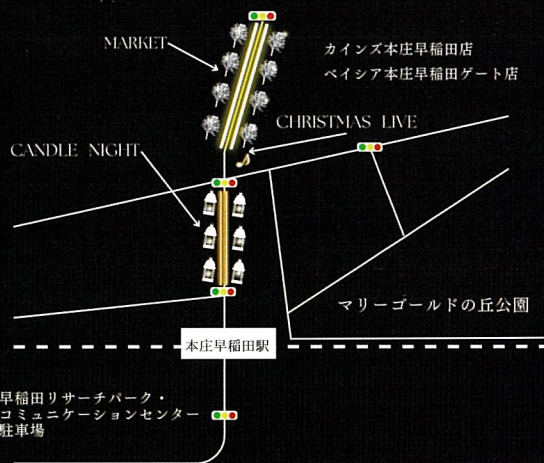 MARKET
カインズ本庄早稲田店
ベイシア本庄早稲田ゲート店
CHRISTMAS LIVE
CANDLE NIGHT
マリーゴールドの丘公園
本庄早稲田駅
早稲田リサーチパーク・
コミュニケーションセンター
駐車場